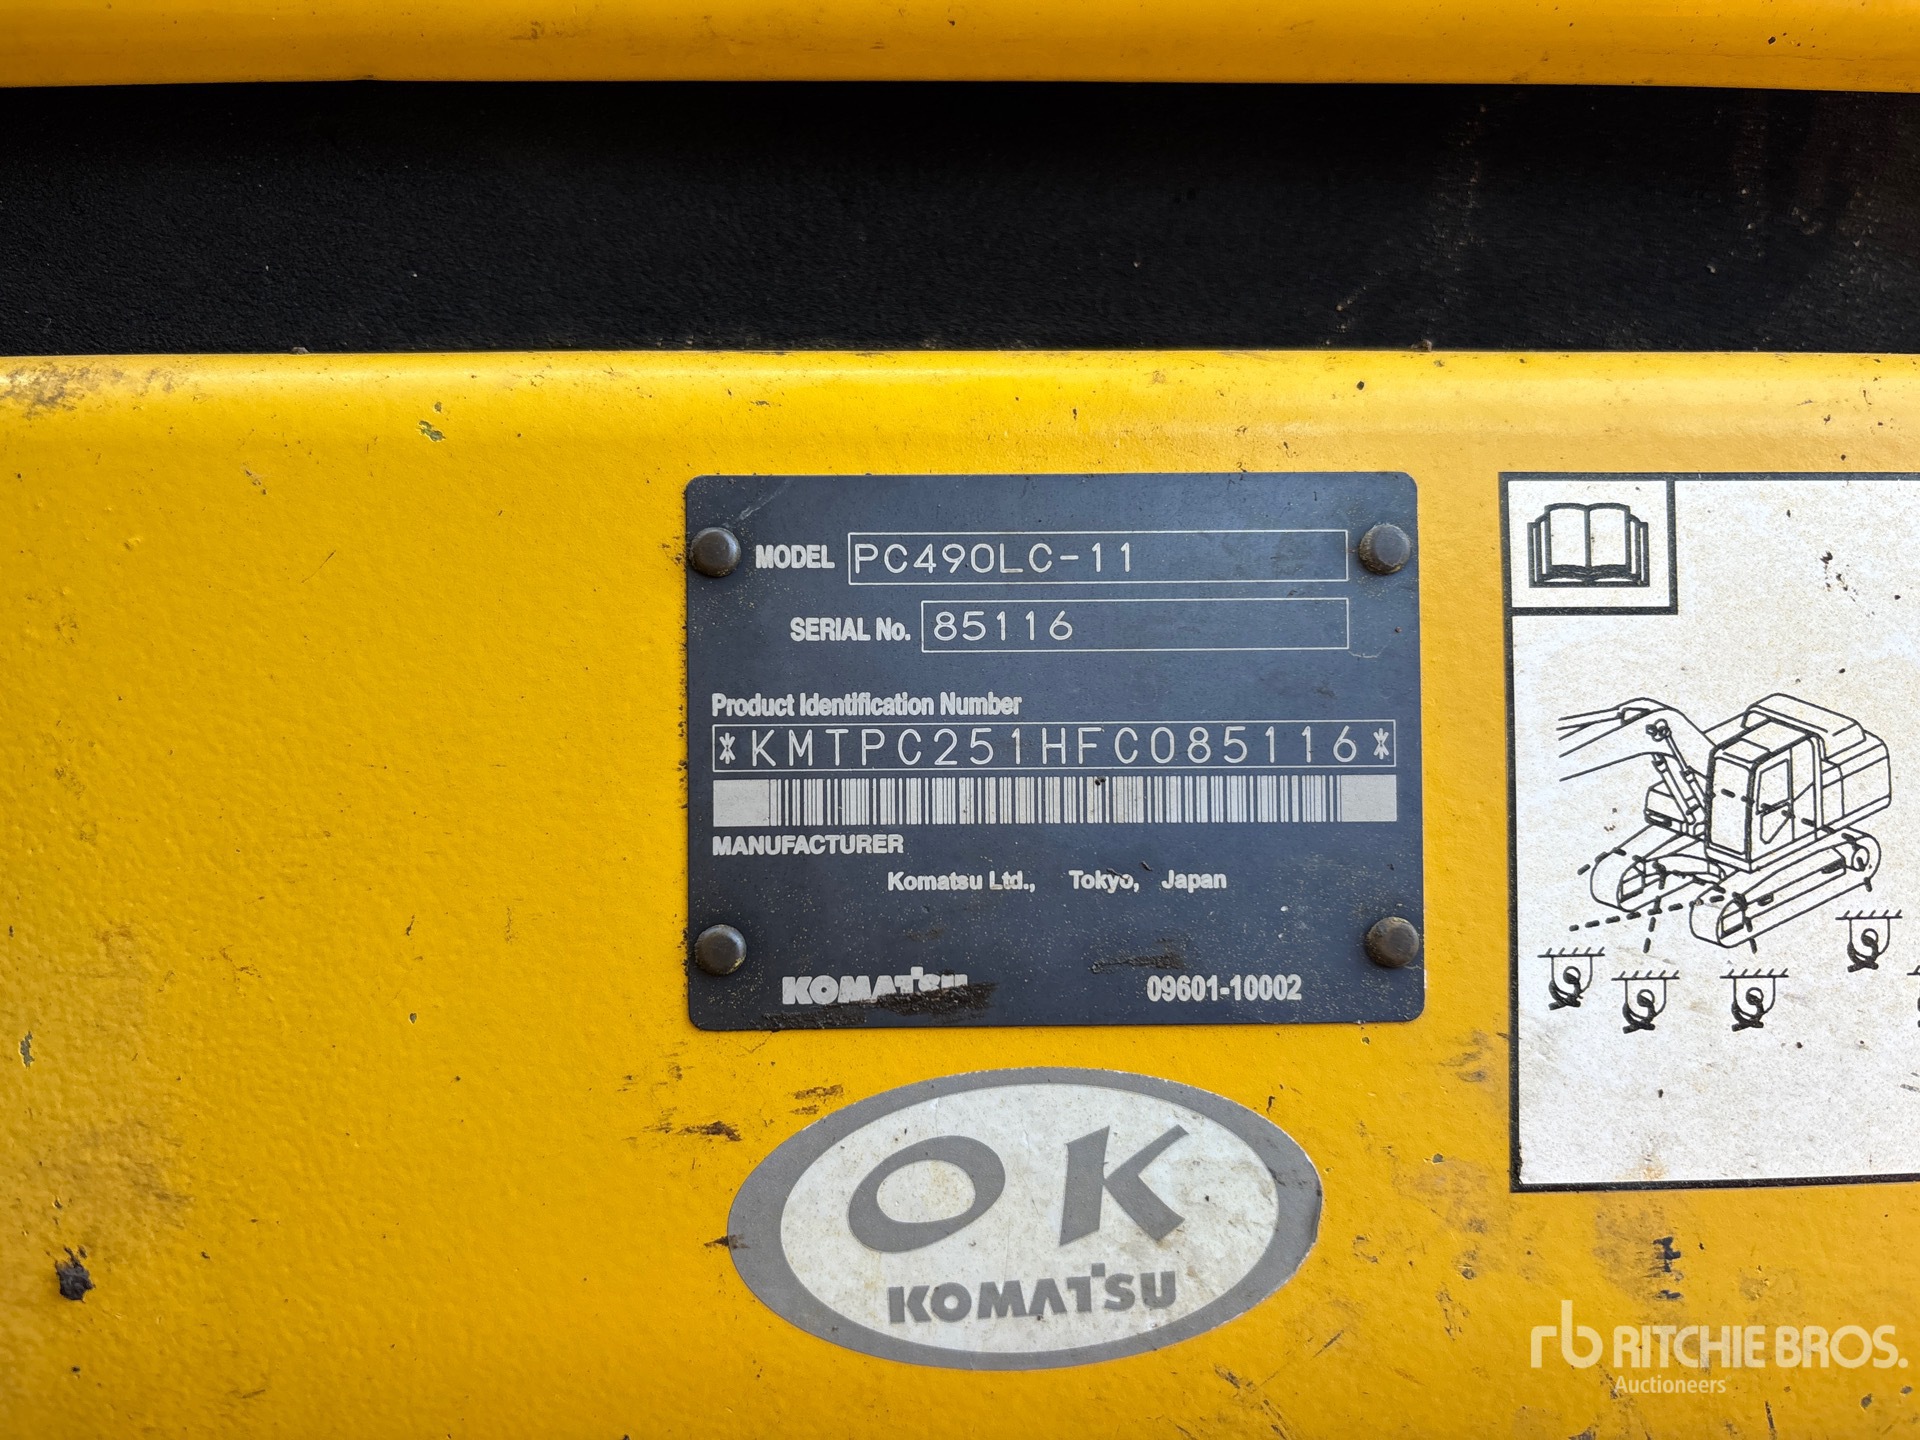 MODEL PC490LC-11
SERIAL No. 85116
Product Identification Number
*KMTPC251HFC085116*
MANUFACTURER
Komatsu Ltd., Tokyo, Japan
KOMATSU 09601-10002
OK
KOMATSU
rb RITCHIE BROS.
Auctioneers